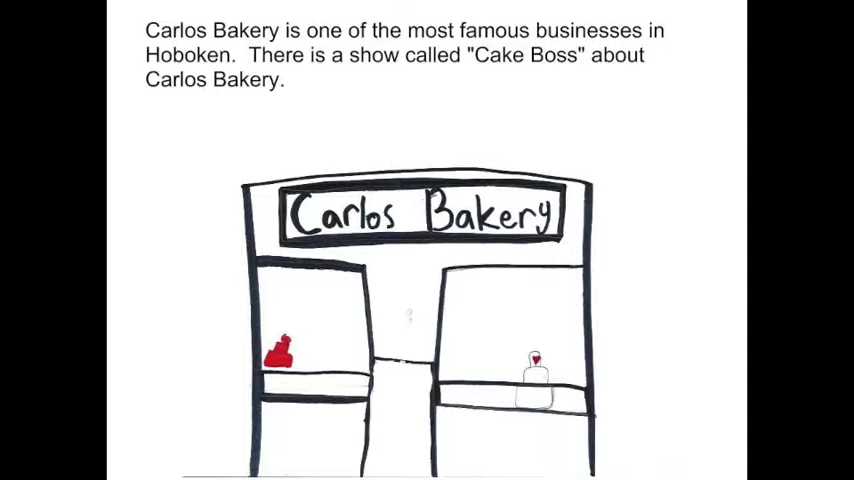 Carlos Bakery is one of the most famous businesses in
Hoboken.  There is a show called "Cake Boss" about
Carlos Bakery.
Carlos Bakery